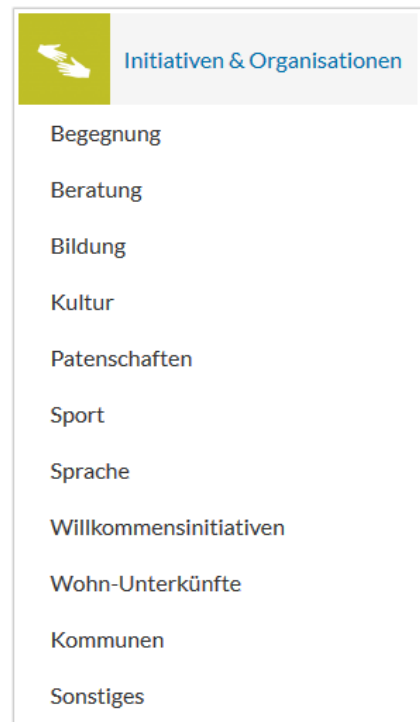 Initiativen & Organisationen
Begegnung
Beratung
Bildung
Kultur
Patenschaften
Sport
Sprache
Willkommensinitiativen
Wohn-Unterkünfte
Kommunen
Sonstiges